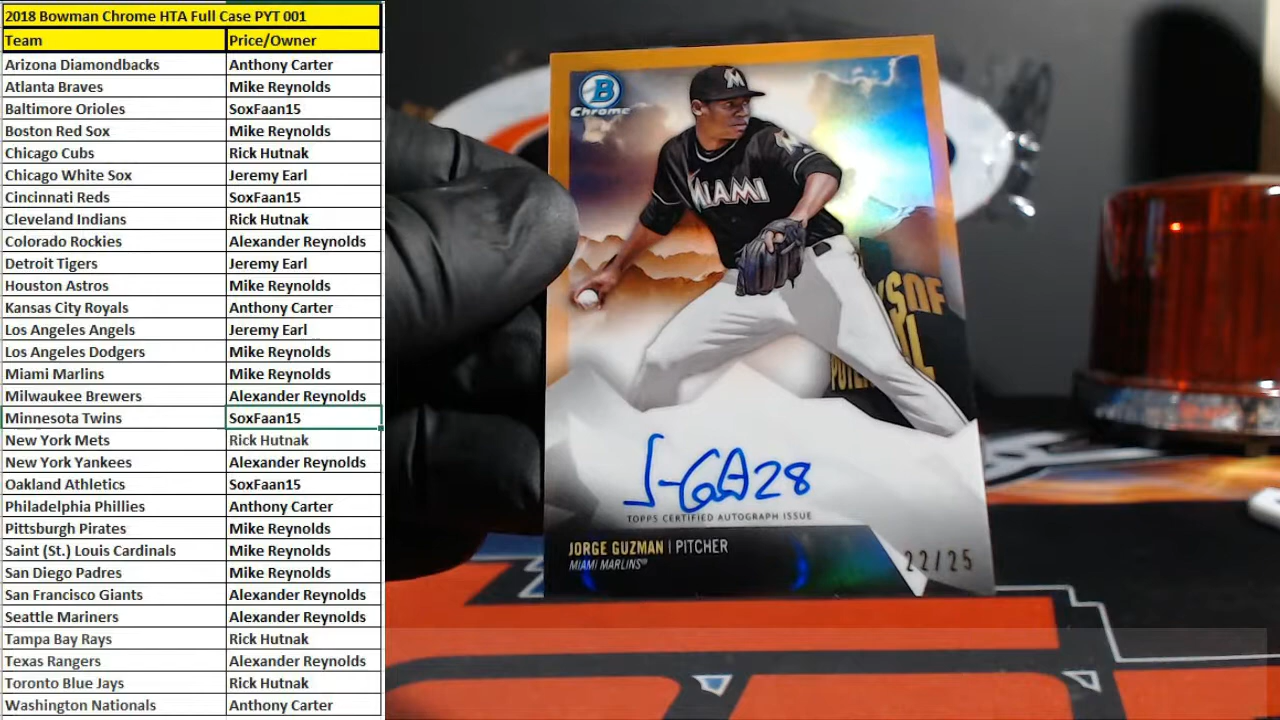 2018 Bowman Chrome HTA Full Case PYT 001
Team Price/Owner
Arizona Diamondbacks Anthony Carter
Atlanta Braves Mike Reynolds
Baltimore Orioles SoxFaan15
Boston Red Sox Mike Reynolds
Chicago Cubs Rick Hutnak
Chicago White Sox Jeremy Earl
Cincinnati Reds SoxFaan15
Cleveland Indians Rick Hutnak
Colorado Rockies Alexander Reynolds
Detroit Tigers Jeremy Earl
Houston Astros Mike Reynolds
Kansas City Royals Anthony Carter
Los Angeles Angels Jeremy Earl
Los Angeles Dodgers Mike Reynolds
Miami Marlins Mike Reynolds
Milwaukee Brewers Alexander Reynolds
Minnesota Twins SoxFaan15
New York Mets Rick Hutnak
New York Yankees Alexander Reynolds
Oakland Athletics SoxFaan15
Philadelphia Phillies Anthony Carter
Pittsburgh Pirates Mike Reynolds
Saint (St.) Louis Cardinals Mike Reynolds
San Diego Padres Mike Reynolds
San Francisco Giants Alexander Reynolds
Seattle Mariners Alexander Reynolds
Tampa Bay Rays Rick Hutnak
Texas Rangers Alexander Reynolds
Toronto Blue Jays Rick Hutnak
Washington Nationals Anthony Carter
B
Chrome
M
MIAMI
28
TOPPS CERTIFIED AUTOGRAPH ISSUE
JORGE GUZMAN | PITCHER
MIAMI MARLINS®
22/25